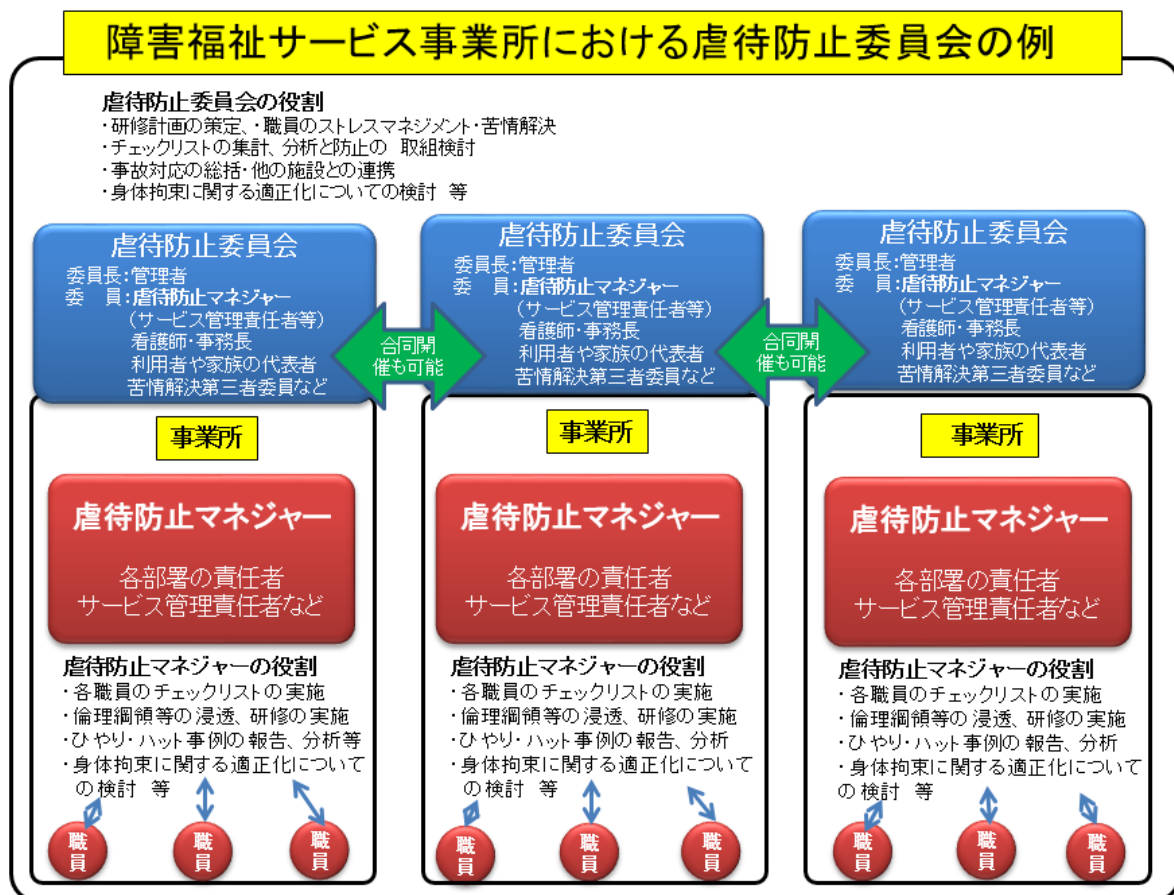 障害福祉サービス事業所における虐待防止委員会の例
虐待防止委員会の役割
・研修計画の策定、・職員のストレスマネジメント・苦情解決
・チェックリストの集計、分析と防止の 取組検討
・事故対応の総括・他の施設との連携
・身体拘束に関する適正化についての検討 等
虐待防止委員会
委員長:管理者
委 員:虐待防止マネジャー
(サービス管理責任者等)
看護師・事務長
利用者や家族の代表者
苦情解決第三者委員など
合同開
催も可能
虐待防止委員会
委員長:管理者
委 員:虐待防止マネジャー
(サービス管理責任者等)
看護師・事務長
利用者や家族の代表者
苦情解決第三者委員など
合同開
催も可能
虐待防止委員会
委員長:管理者
委 員:虐待防止マネジャー
(サービス管理責任者等)
看護師・事務長
利用者や家族の代表者
苦情解決第三者委員など
事業所
虐待防止マネジャー
各部署の責任者
サービス管理責任者など
虐待防止マネジャーの役割
・各職員のチェックリストの実施
・倫理綱領等の浸透、研修の実施
・ひやり・ハット事例の報告、分析等
・身体拘束に関する適正化について
の検討 等
職員
職員
職員
事業所
虐待防止マネジャー
各部署の責任者
サービス管理責任者など
虐待防止マネジャーの役割
・各職員のチェックリストの実施
・倫理綱領等の浸透、研修の実施
・ひやり・ハット事例の報告、分析
・身体拘束に関する適正化について
の検討 等
職員
職員
職員
事業所
虐待防止マネジャー
各部署の責任者
サービス管理責任者など
虐待防止マネジャーの役割
・各職員のチェックリストの実施
・倫理綱領等の浸透、研修の実施
・ひやり・ハット事例の報告、分析
・身体拘束に関する適正化について
の検討 等
職員
職員
職員